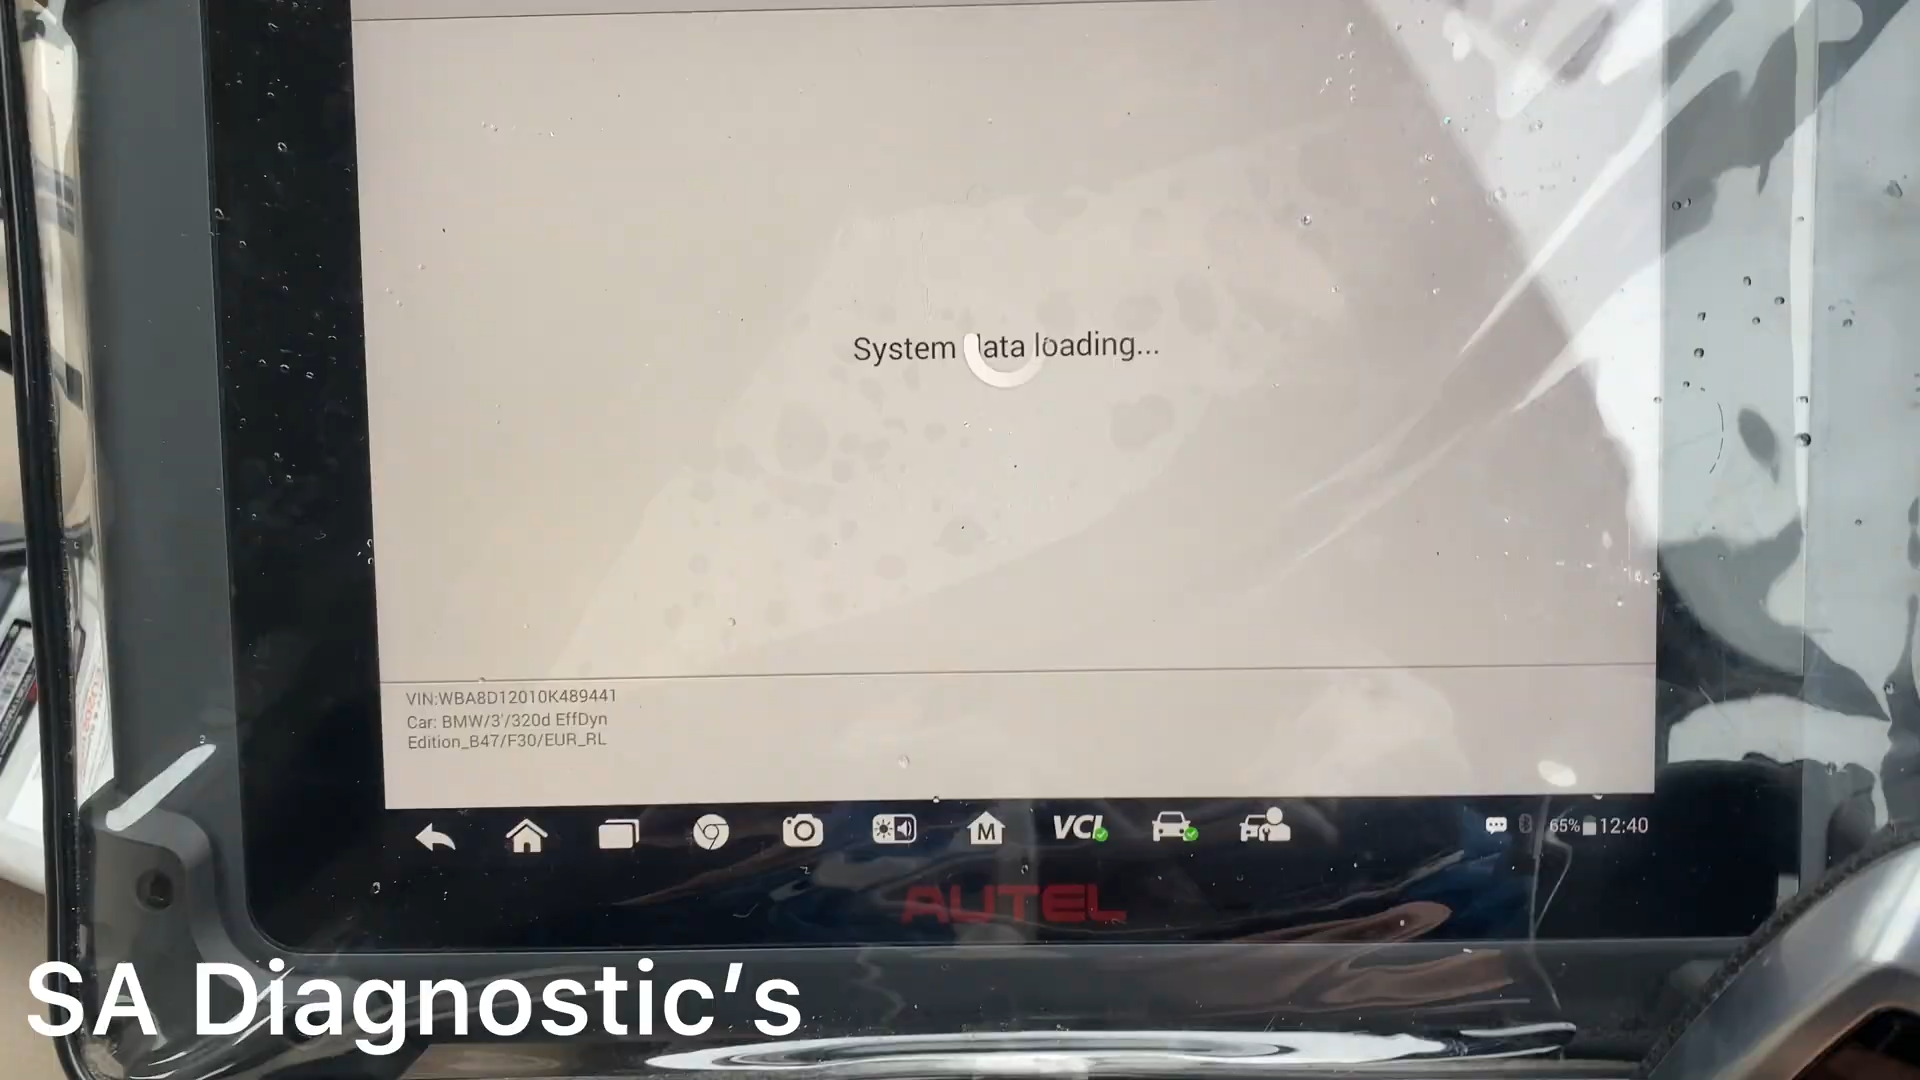 System data loading...
VIN:WBA8D12010K489441
Car: BMW/3'/320d EffDyn
Edition_B47/F30/EUR_RL
M
VCI
65%
12:40
AUTEL
SA Diagnostic’s